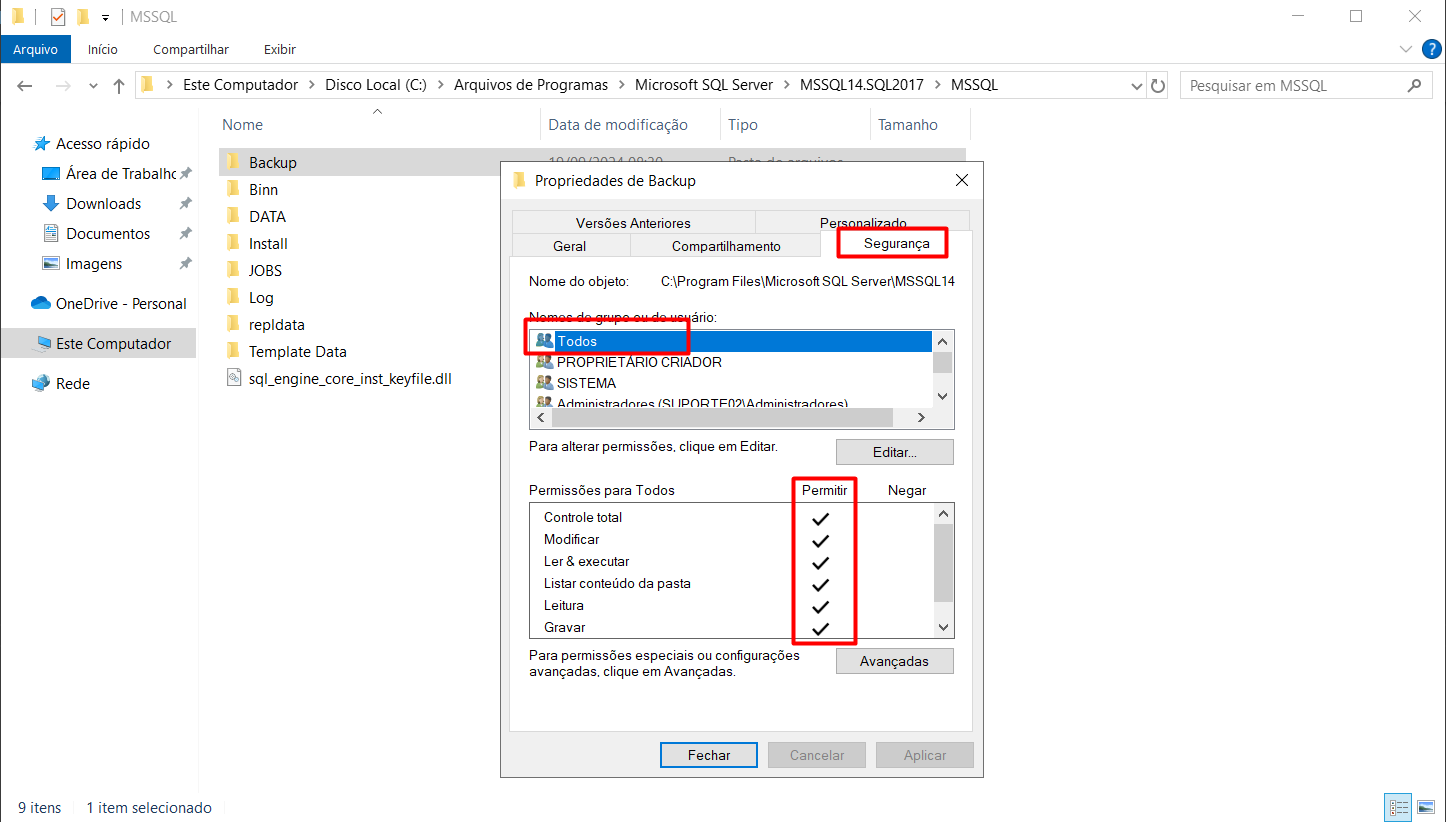 MSSQL
Arquivo Início Compartilhar Exibir
Este Computador Disco Local (C:) Arquivos de Programas Microsoft SQL Server MSSQL14.SQL2017 MSSQL
Pesquisar em MSSQL
Acesso rápido
Área de Trabalho
Downloads
Documentos
Imagens
OneDrive - Personal
Este Computador
Rede
Nome Data de modificação Tipo Tamanho
Backup
Binn
DATA
Install
JOBS
Log
repldata
Template Data
sql_engine_core_inst_keyfile.dll
Propriedades de Backup
Versões Anteriores Personalizado
Geral Compartilhamento Segurança
Nome do objeto: C:\Program Files\Microsoft SQL Server\MSSQL14
Nomes de grupo ou de usuário:
Todos
PROPRIETÁRIO CRIADOR
SISTEMA
Administradores (SUPORTE02\Administradores)
Para alterar permissões, clique em Editar.
Editar...
Permissões para Todos Permitir Negar
Controle total
Modificar
Ler & executar
Listar conteúdo da pasta
Leitura
Gravar
Para permissões especiais ou configurações
avançadas, clique em Avançadas.
Avançadas
Fechar Cancelar Aplicar
9 itens 1 item selecionado